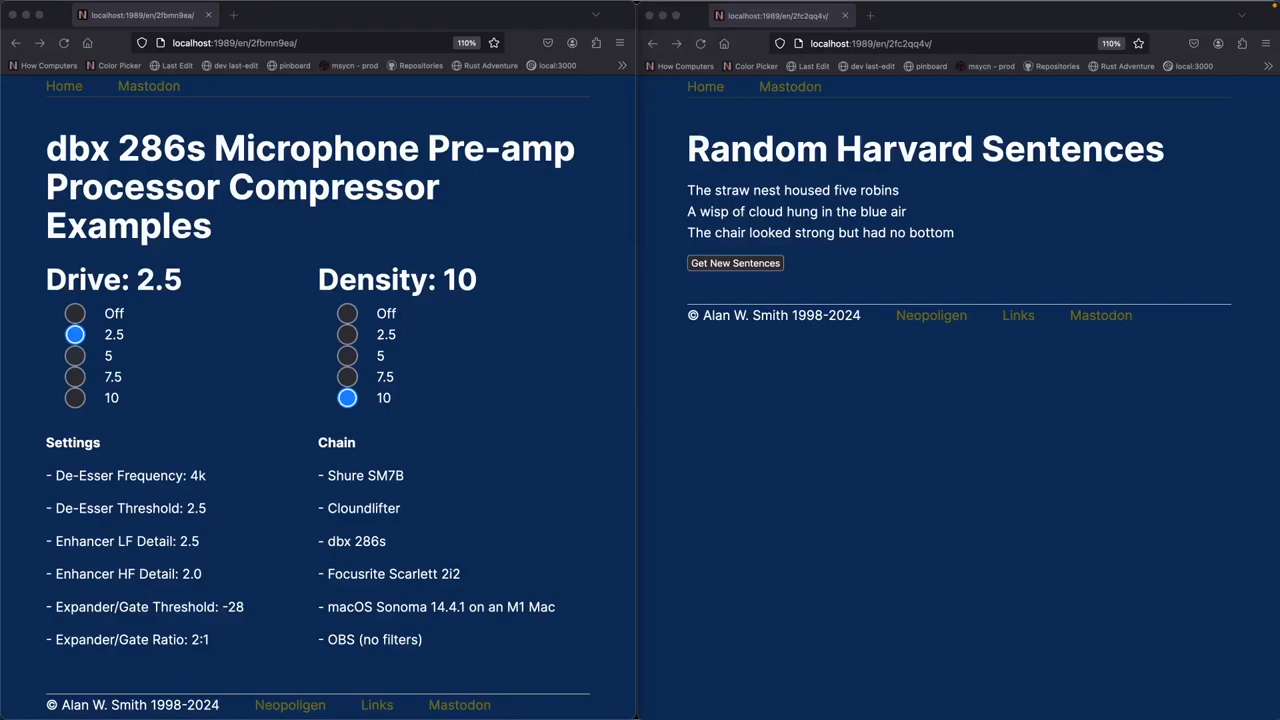 localhost:1989/en/2fbmn9ea/
localhost:1989/en/2fbmn9ea/
110%
How Computers
Color Picker
Last Edit
dev last-edit
pinboard
msycn - prod
Repositories
Rust Adventure
local:3000
Home Mastodon
dbx 286s Microphone Pre-amp
Processor Compressor
Examples
Drive: 2.5
Off
2.5
5
7.5
10
Density: 10
Off
2.5
5
7.5
10
Settings
- De-Esser Frequency: 4k
- De-Esser Threshold: 2.5
- Enhancer LF Detail: 2.5
- Enhancer HF Detail: 2.0
- Expander/Gate Threshold: -28
- Expander/Gate Ratio: 2:1
Chain
- Shure SM7B
- Cloundlifter
- dbx 286s
- Focusrite Scarlett 2i2
- macOS Sonoma 14.4.1 on an M1 Mac
- OBS (no filters)
© Alan W. Smith 1998-2024 Neopoligen Links Mastodon
localhost:1989/en/2fc2qq4v/
localhost:1989/en/2fc2qq4v/
110%
How Computers
Color Picker
Last Edit
dev last-edit
pinboard
msycn - prod
Repositories
Rust Adventure
local:3000
Home Mastodon
Random Harvard Sentences
The straw nest housed five robins
A wisp of cloud hung in the blue air
The chair looked strong but had no bottom
Get New Sentences
© Alan W. Smith 1998-2024 Neopoligen Links Mastodon